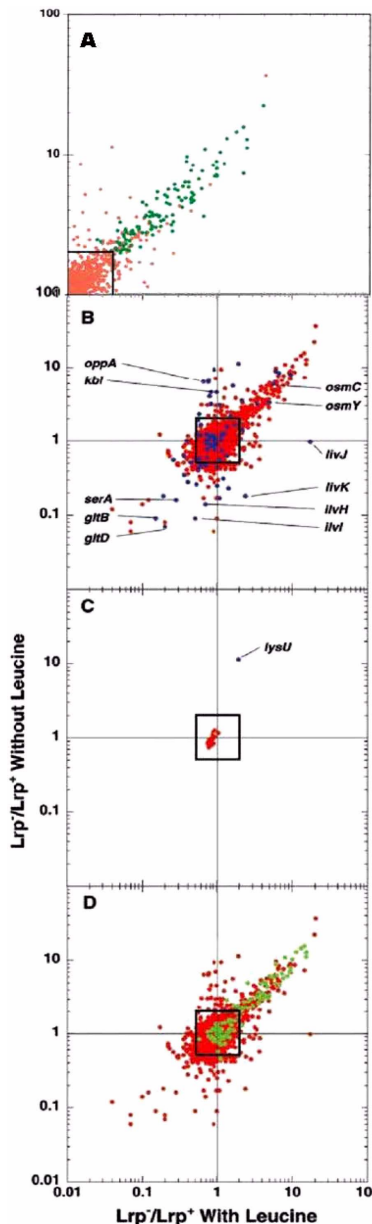 A
100
10
100
B
10
1
0.1
oppA
kbl
serA
gltB
gltD
osmC
osmY
livJ
livK
ilvH
ilvI
Lrp-/Lrp+ Without Leucine
C
10
1
0.1
lysU
D
10
1
0.1
0.01
0.01 0.1 1 10 100
Lrp-/Lrp+ With Leucine